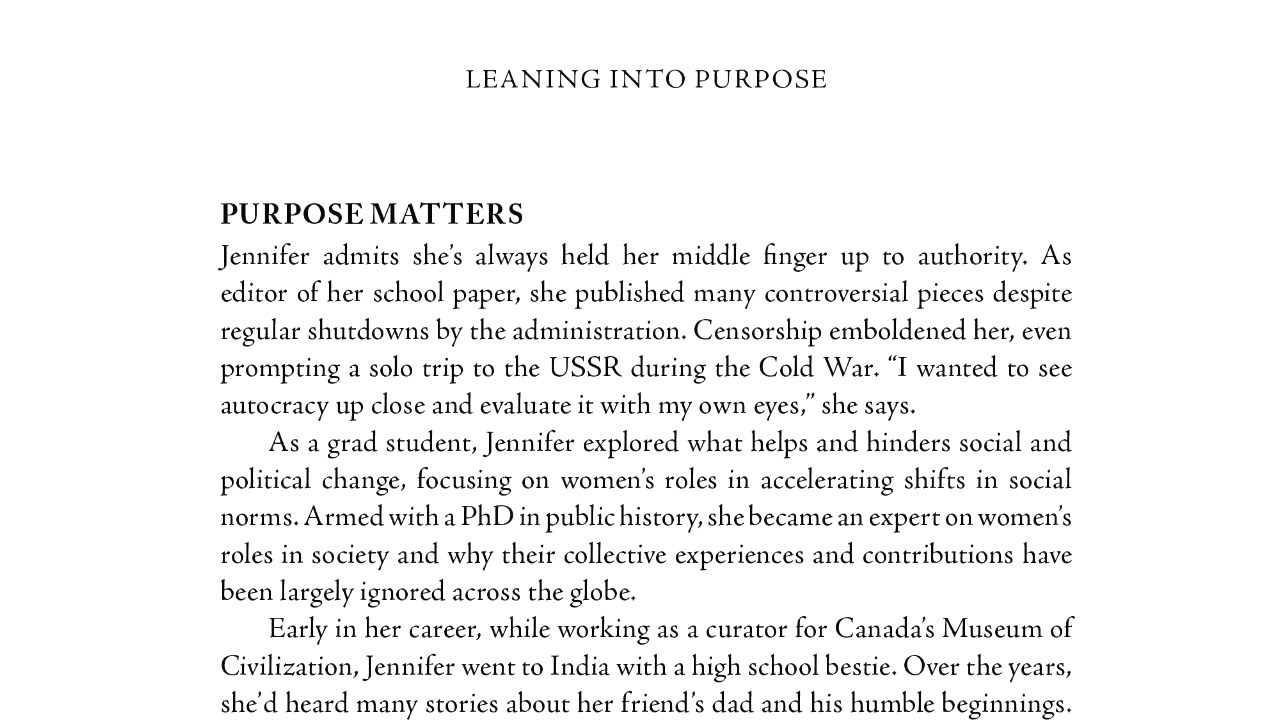 LEANING INTO PURPOSE
PURPOSE MATTERS
Jennifer admits she’s always held her middle finger up to authority. As
editor of her school paper, she published many controversial pieces despite
regular shutdowns by the administration. Censorship emboldened her, even
prompting a solo trip to the USSR during the Cold War. “I wanted to see
autocracy up close and evaluate it with my own eyes,” she says.
As a grad student, Jennifer explored what helps and hinders social and
political change, focusing on women’s roles in accelerating shifts in social
norms. Armed with a PhD in public history, she became an expert on women’s
roles in society and why their collective experiences and contributions have
been largely ignored across the globe.
Early in her career, while working as a curator for Canada’s Museum of
Civilization, Jennifer went to India with a high school bestie. Over the years,
she’d heard many stories about her friend’s dad and his humble beginnings.